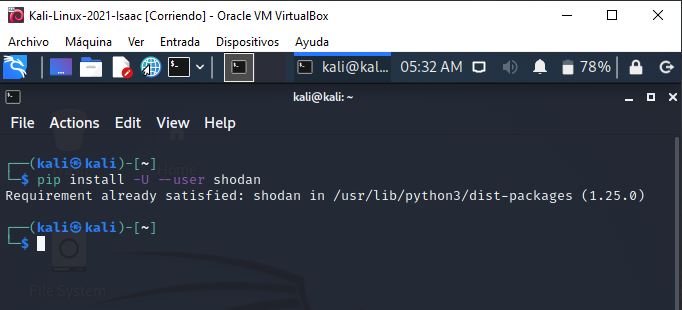 Kali-Linux-2021-Isaac [Corriendo] - Oracle VM VirtualBox
Archivo Máquina Ver Entrada Dispositivos Ayuda
kali@kal... 05:32 AM 78%
kali@kali: ~
File Actions Edit View Help
┌──(kali㉿kali)-[~]
└─$ pip install -U --user shodan
Requirement already satisfied: shodan in /usr/lib/python3/dist-packages (1.25.0)
┌──(kali㉿kali)-[~]
└─$
File System